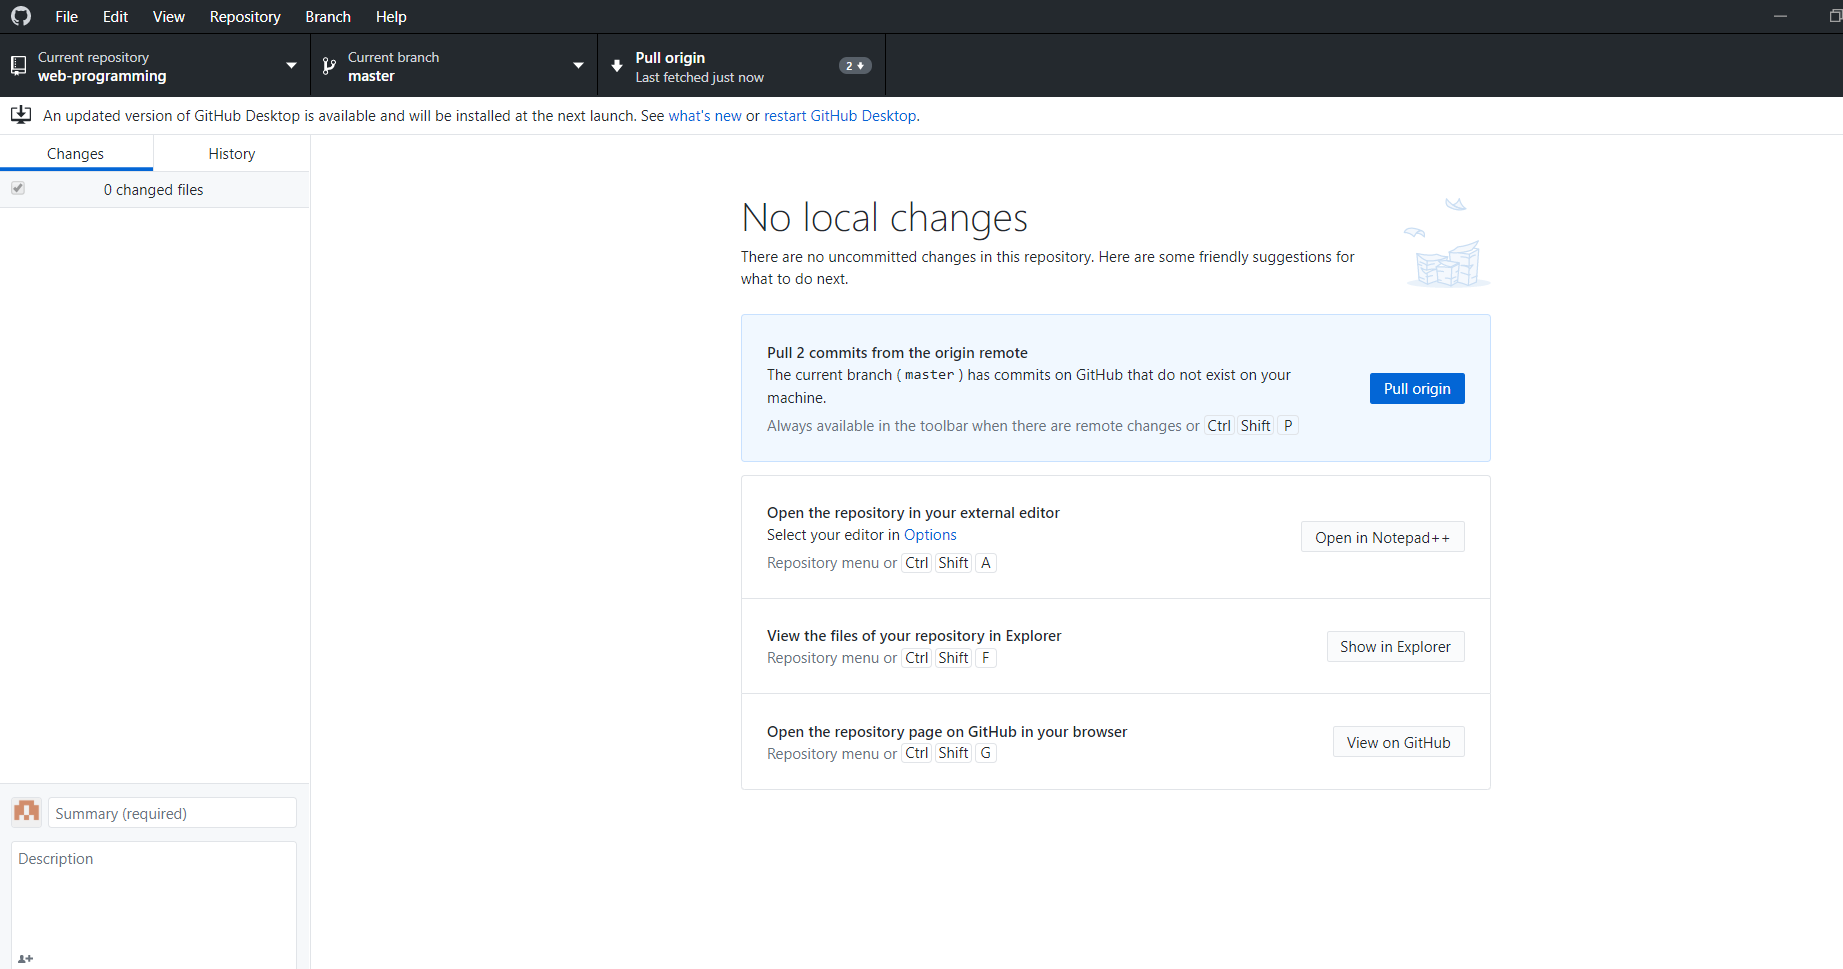 File Edit View Repository Branch Help
Current repository
web-programming
Current branch
master
Pull origin
Last fetched just now
2
An updated version of GitHub Desktop is available and will be installed at the next launch. See what's new or restart GitHub Desktop.
Changes
History
0 changed files
No local changes
There are no uncommitted changes in this repository. Here are some friendly suggestions for
what to do next.
Pull 2 commits from the origin remote
The current branch ( master ) has commits on GitHub that do not exist on your
machine.
Always available in the toolbar when there are remote changes or Ctrl Shift P
Pull origin
Open the repository in your external editor
Select your editor in Options
Repository menu or Ctrl Shift A
Open in Notepad++
View the files of your repository in Explorer
Repository menu or Ctrl Shift F
Show in Explorer
Open the repository page on GitHub in your browser
Repository menu or Ctrl Shift G
View on GitHub
Summary (required)
Description